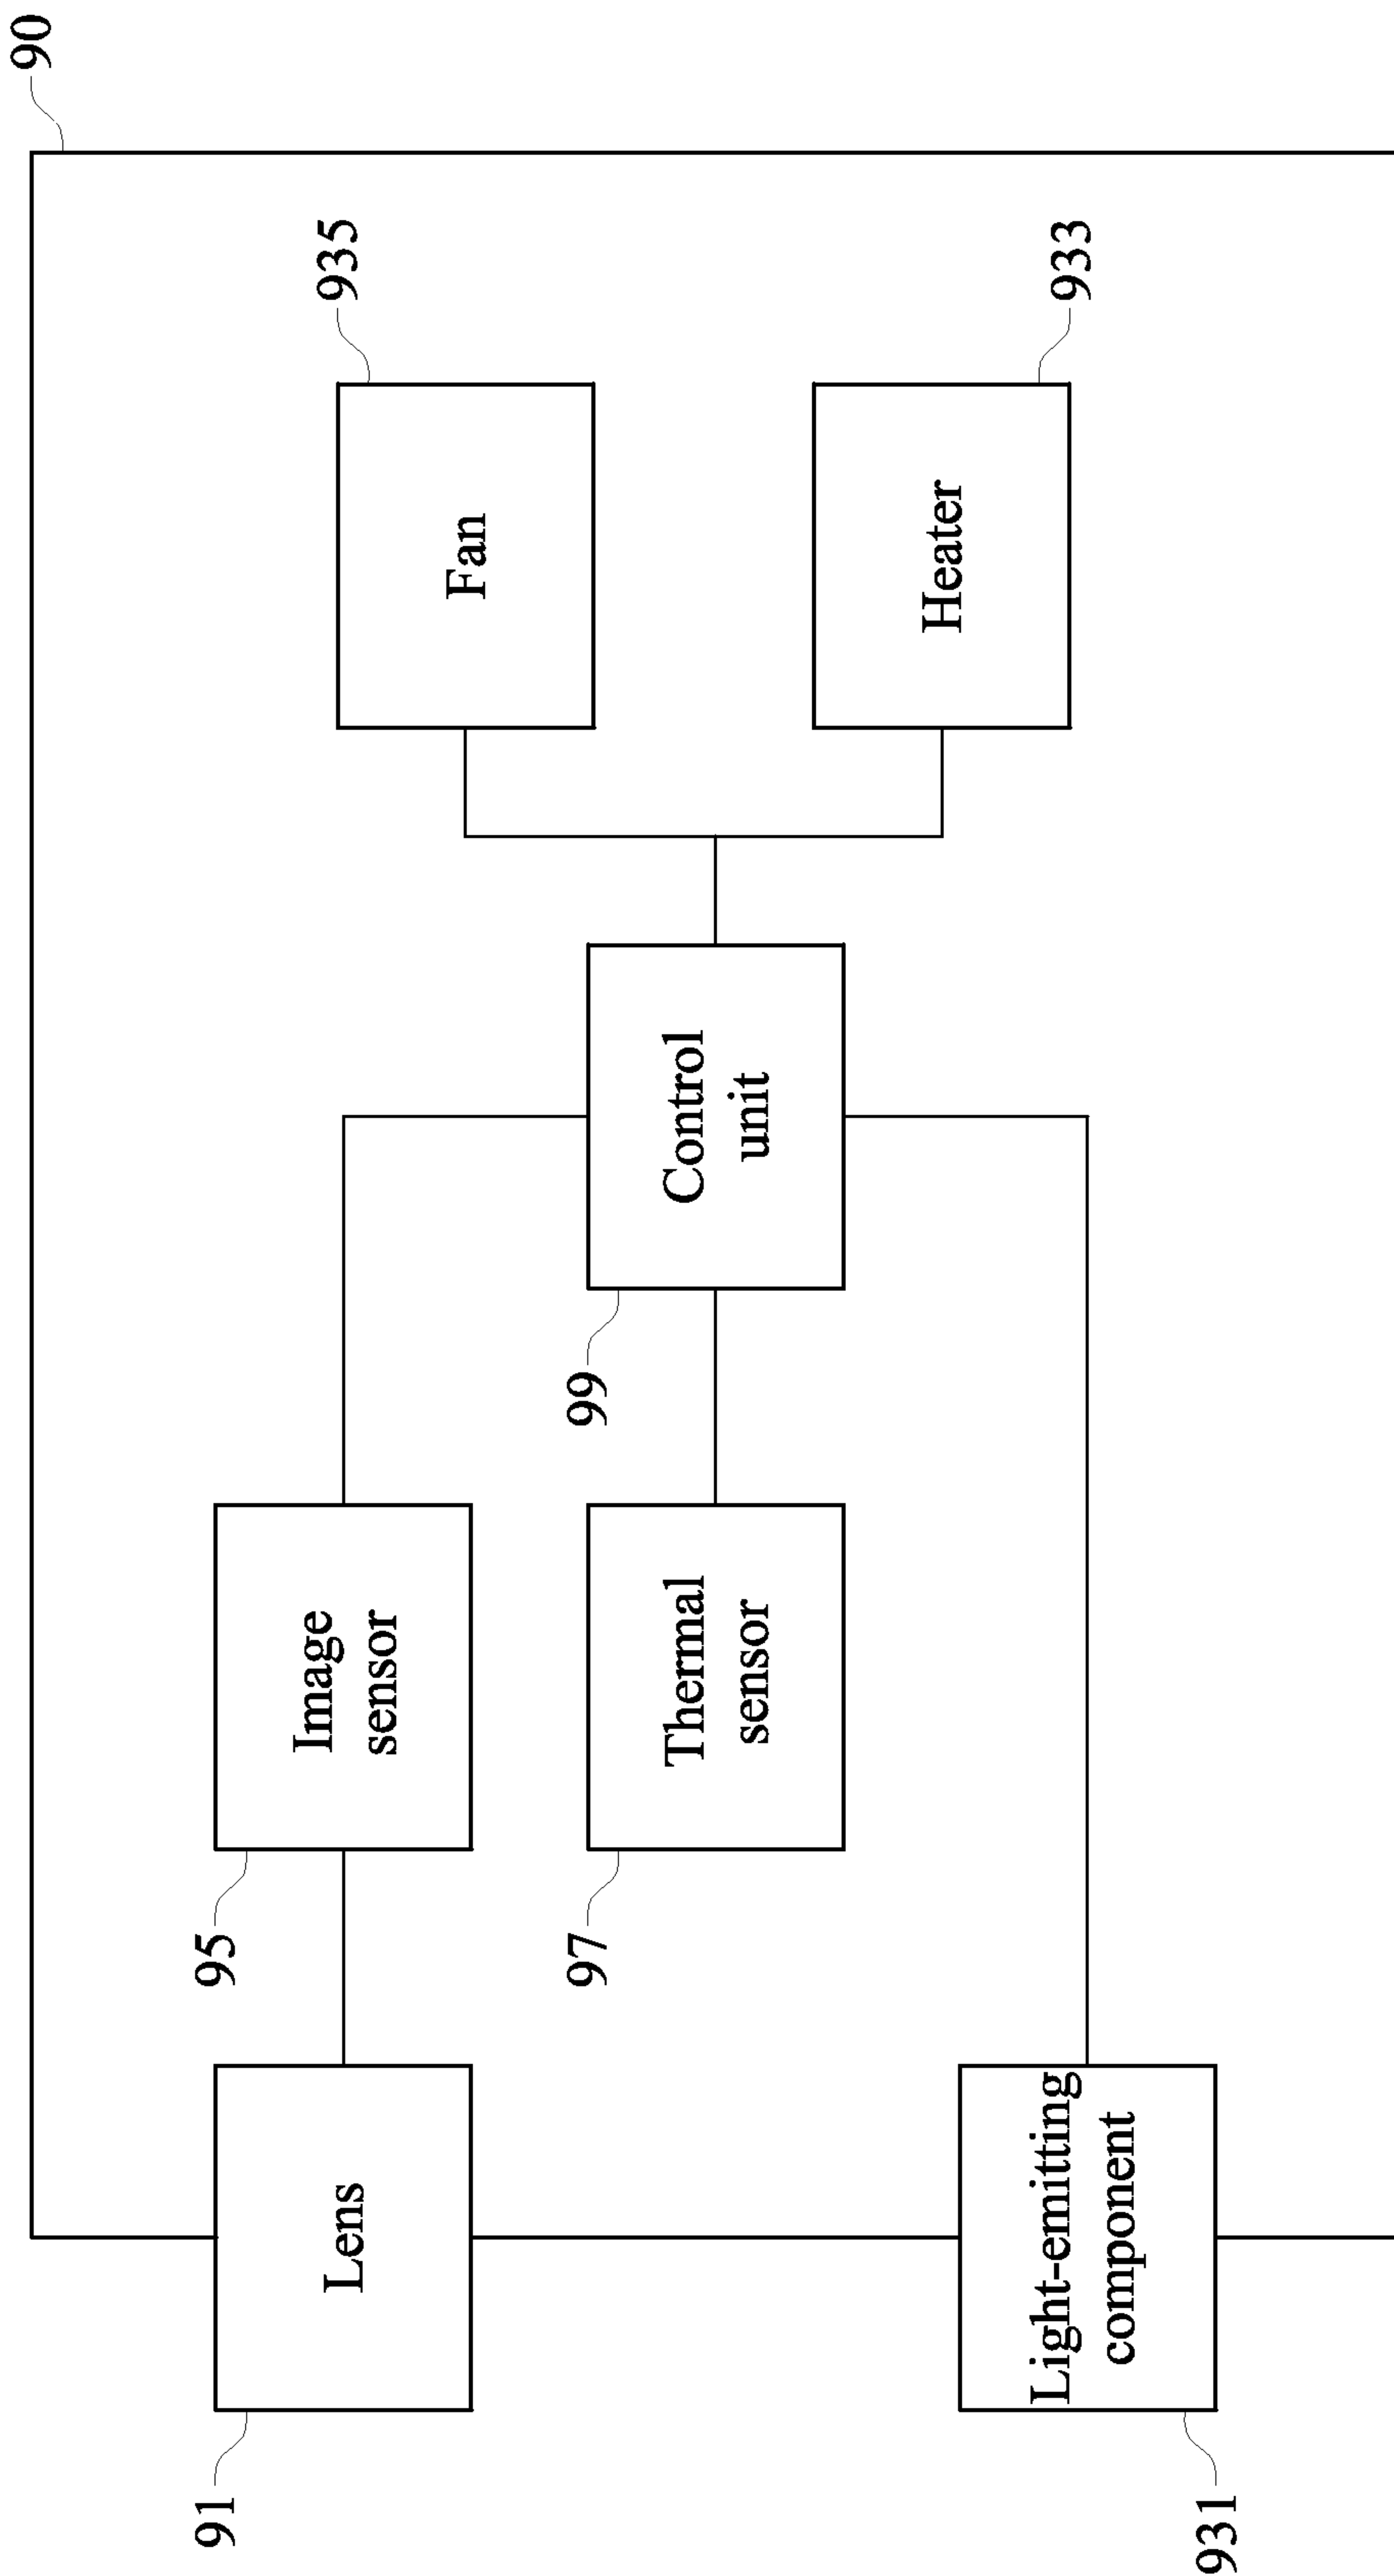 90
91
Lens
95
Image
sensor
935
Fan
97
Thermal
sensor
99
Control
unit
933
Heater
931
Light-emitting
component